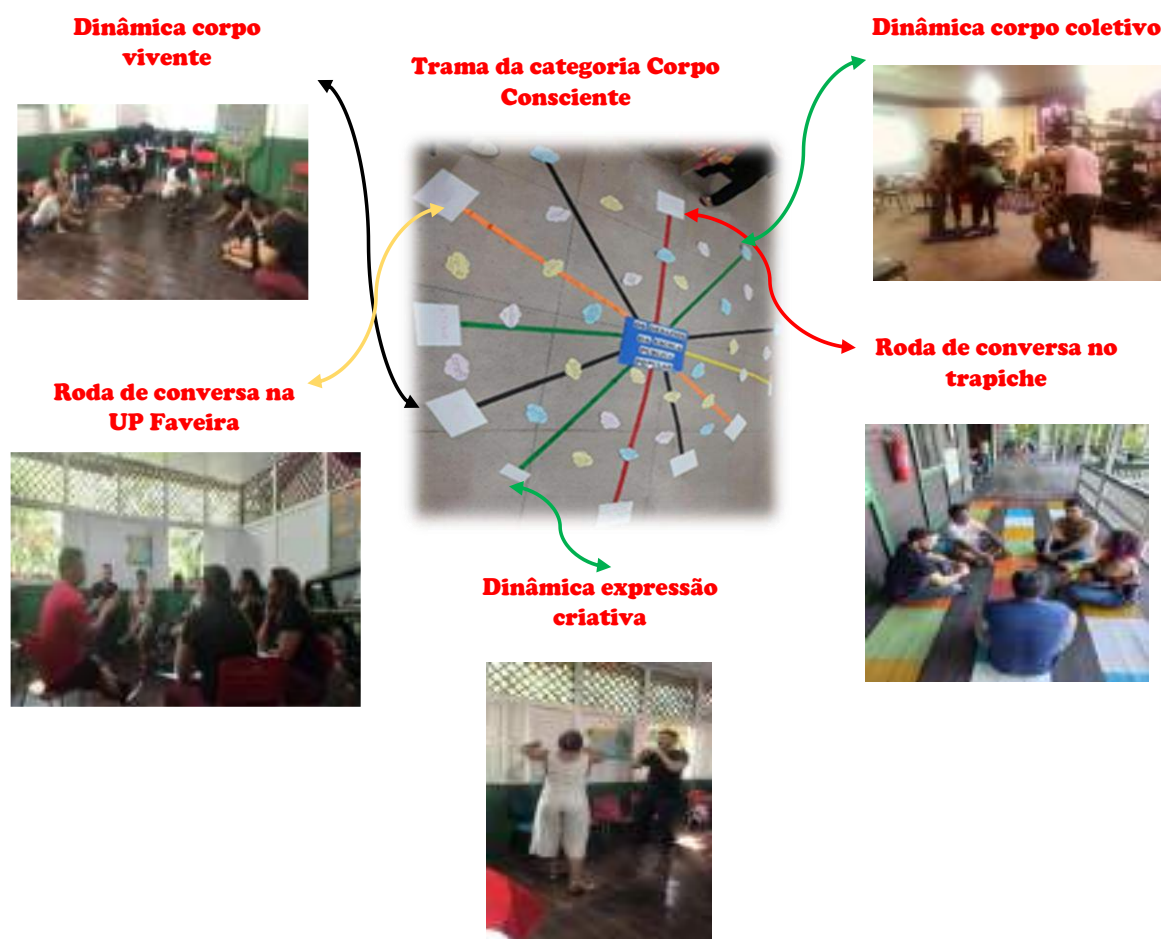 Dinâmica corpo
vivente
Trama da categoria Corpo
Consciente
Dinâmica corpo coletivo
Roda de conversa na
UP Faveira
Roda de conversa no
trapiche
Dinâmica expressão
criativa